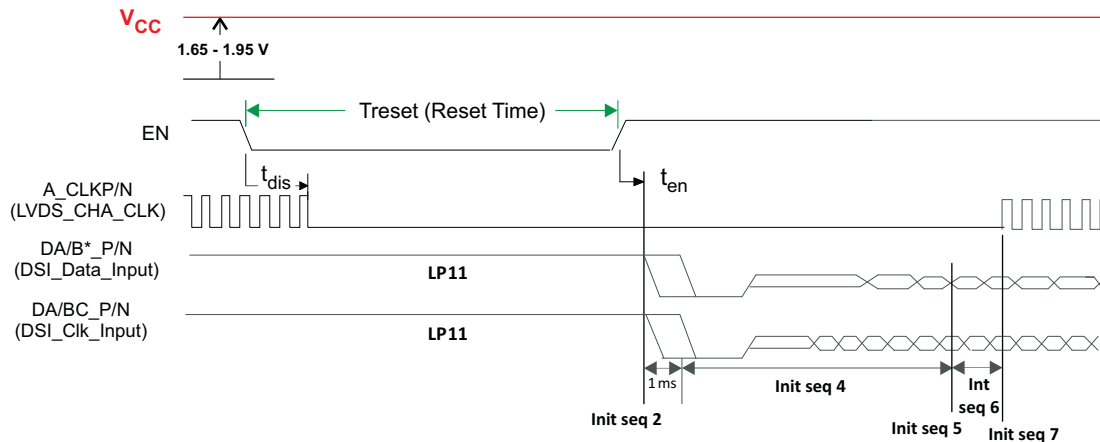 VCC
1.65 - 1.95 V
Treset (Reset Time)
EN
tdis
ten
A_CLKP/N
(LVDS_CHA_CLK)
DA/B*_P/N
(DSI_Data_Input)
LP11
DA/BC_P/N
(DSI_Clk_Input)
LP11
1 ms
Init seq 4
Int
seq 6
Init seq 2
Init seq 5
Init seq 7